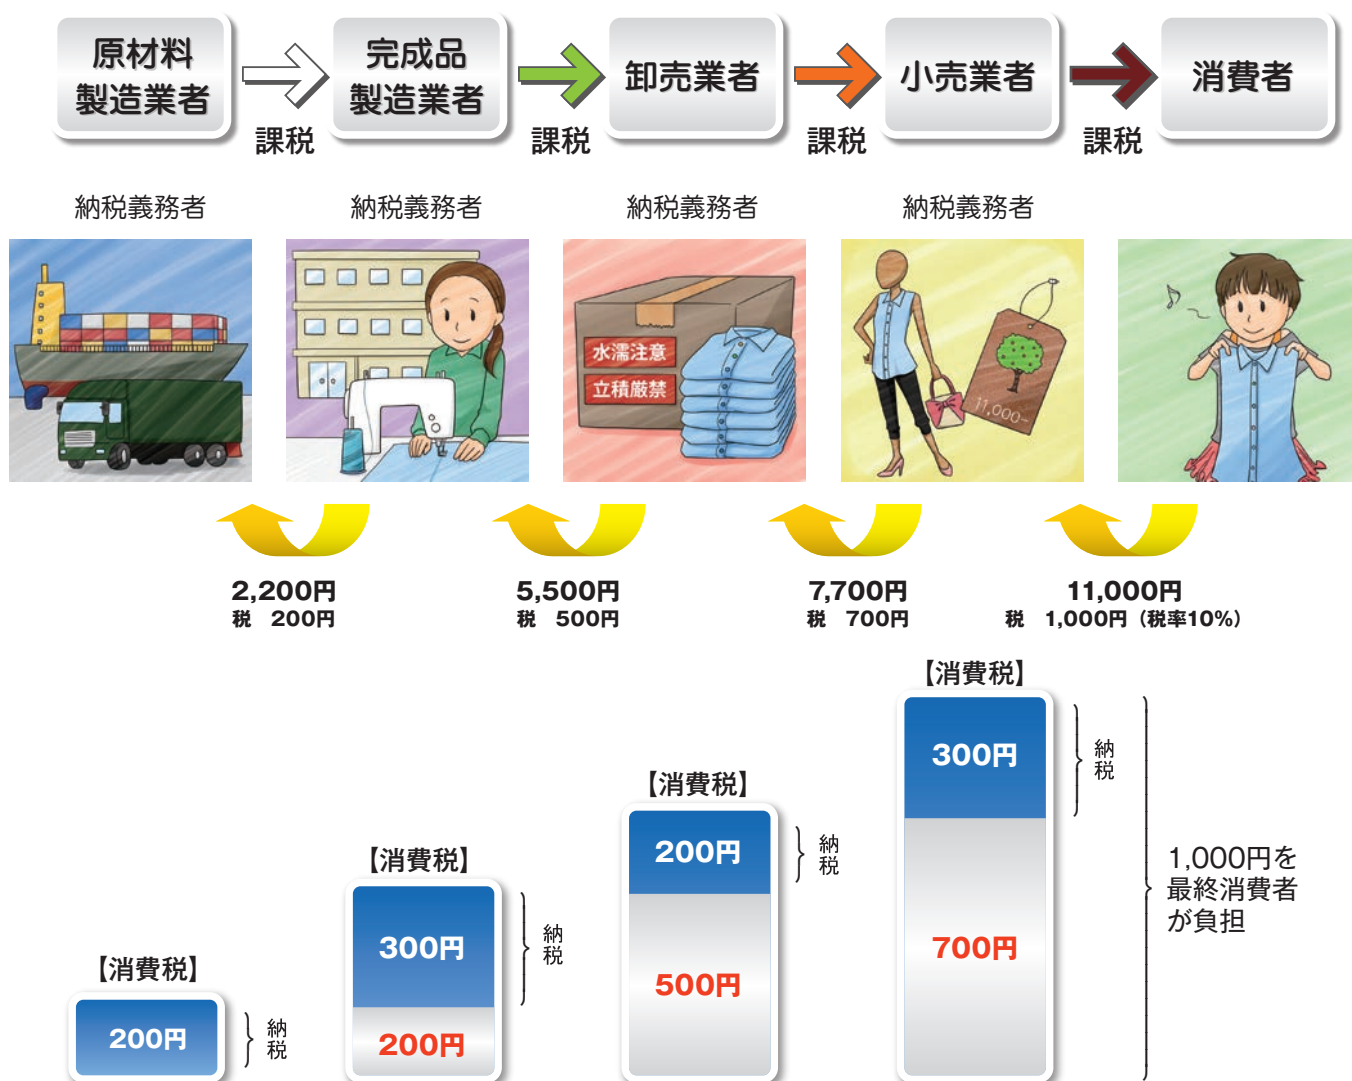 原材料
製造業者
完成品
製造業者
卸売業者
小売業者
消費者
課税
課税
課税
課税
納税義務者
納税義務者
納税義務者
納税義務者
水濡注意
立積厳禁
11,000-
2,200円
税 200円
5,500円
税 500円
7,700円
税 700円
11,000円
税 1,000円（税率10%）
【消費税】
200円
納税
【消費税】
300円
200円
納税
【消費税】
200円
500円
納税
【消費税】
300円
700円
納税
1,000円を
最終消費者
が負担